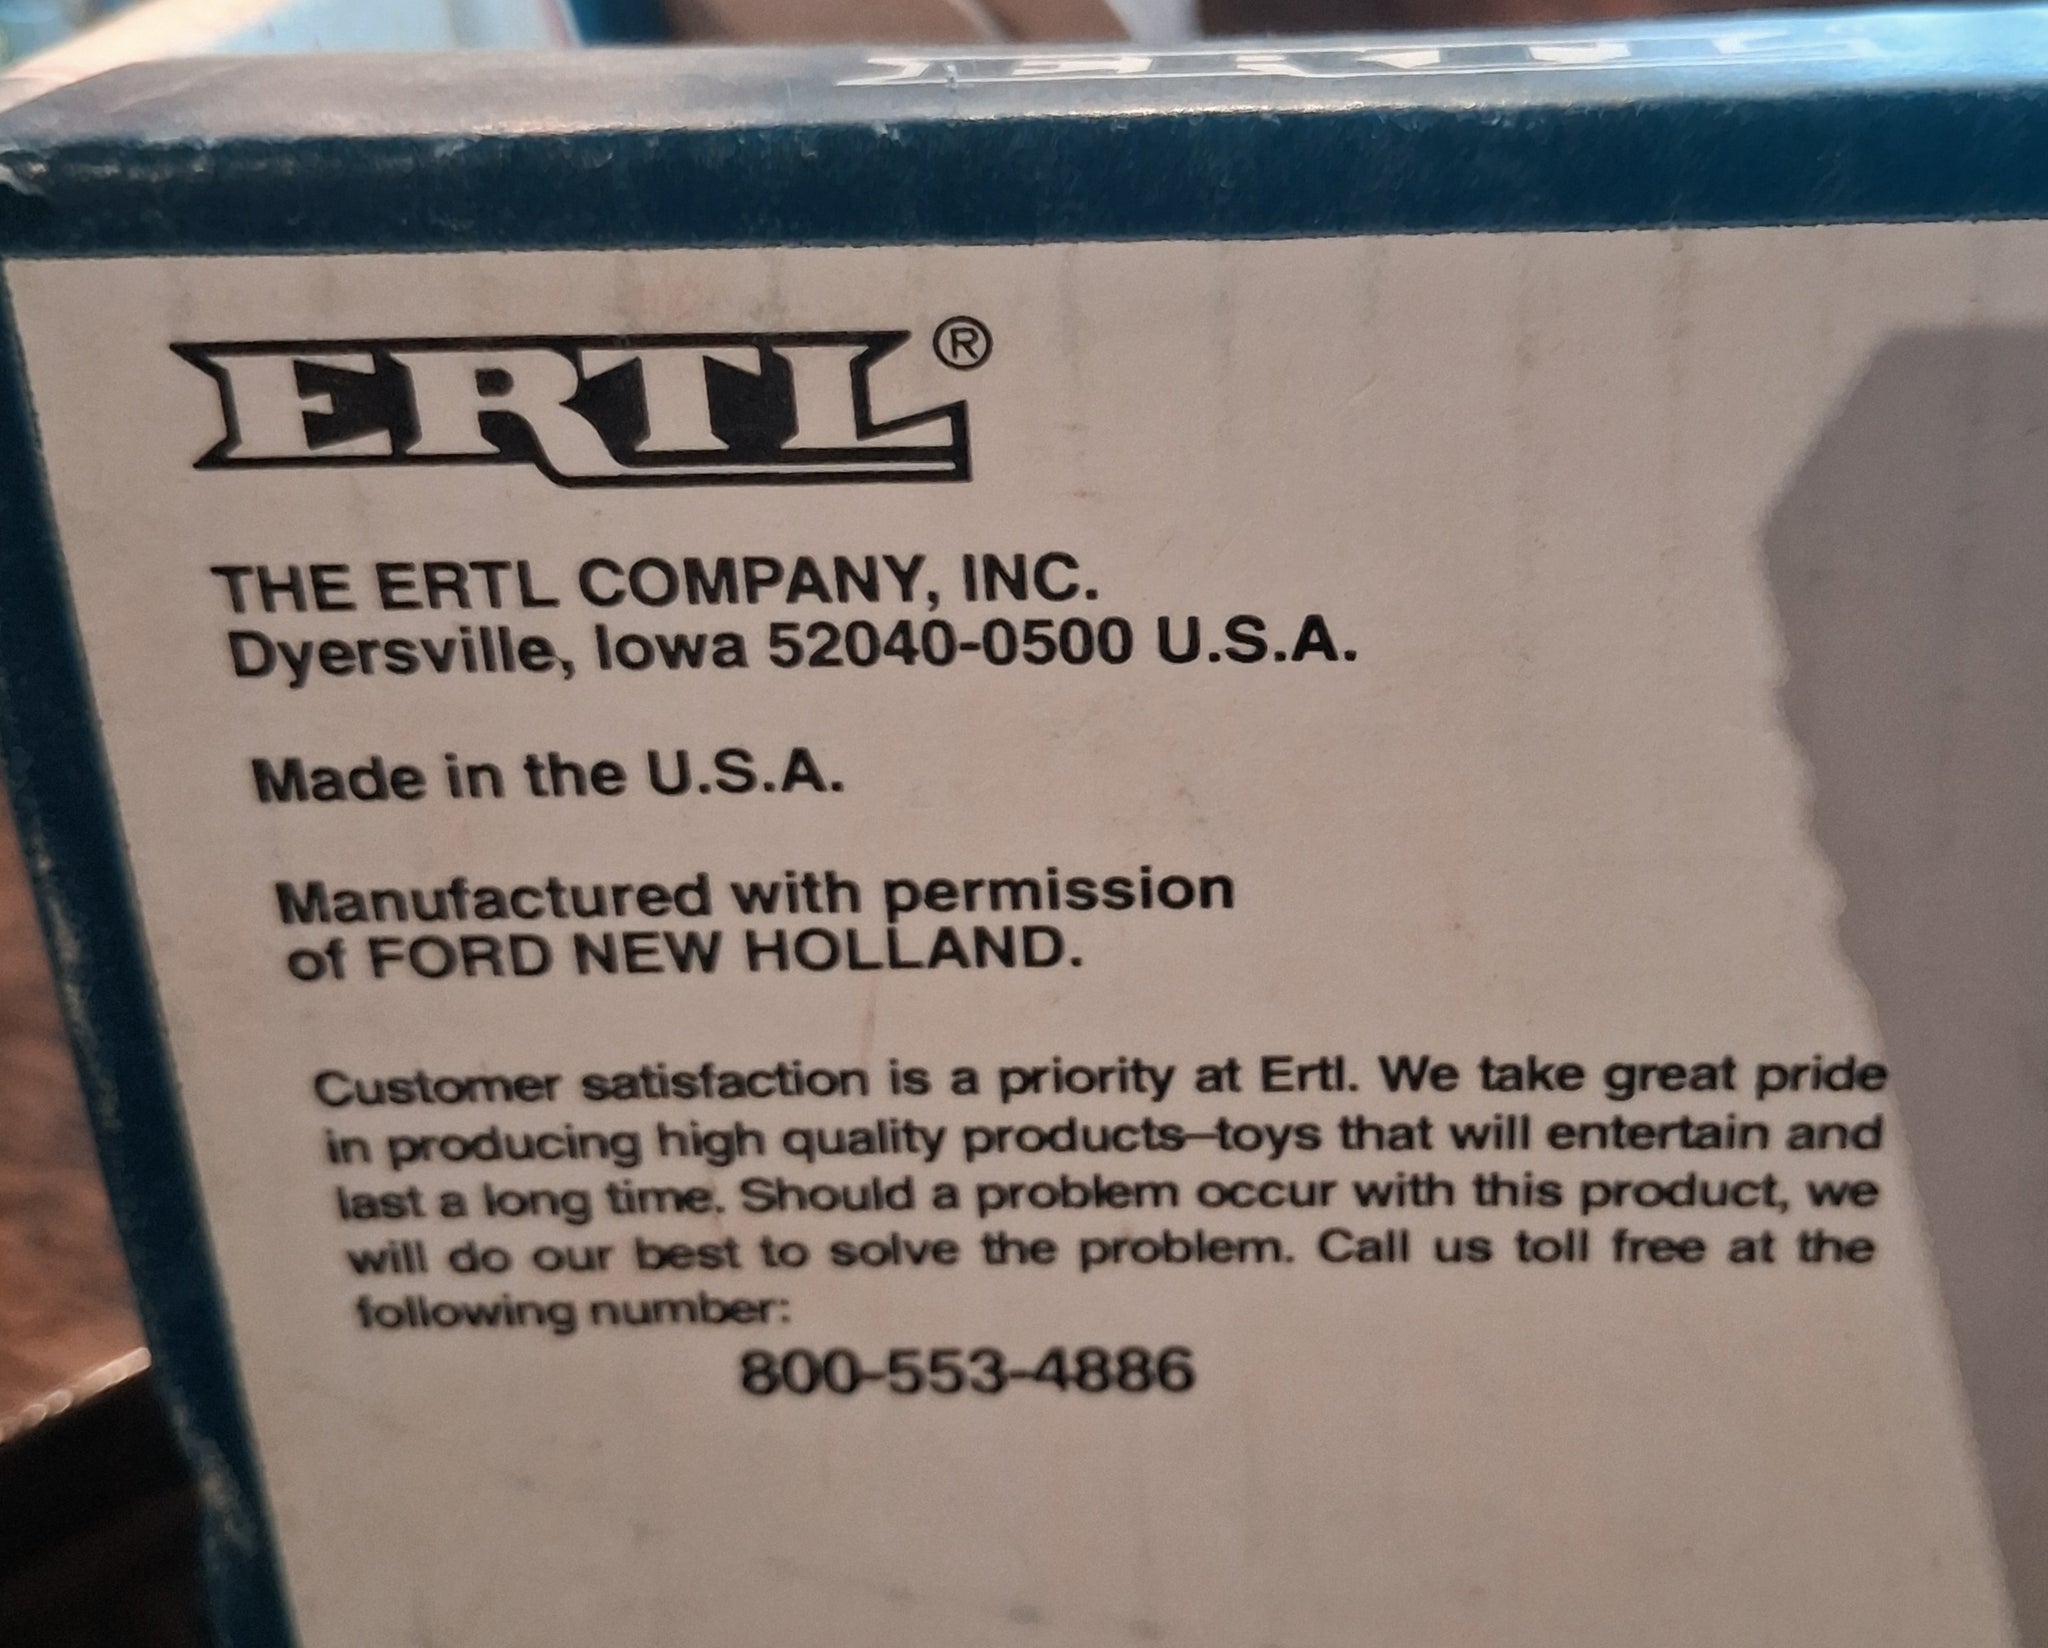 ERTL
ERTL®
THE ERTL COMPANY, INC.
Dyersville, Iowa 52040-0500 U.S.A.
Made in the U.S.A.
Manufactured with permission
of FORD NEW HOLLAND.
Customer satisfaction is a priority at Ertl. We take great pride
in producing high quality products—toys that will entertain and
last a long time. Should a problem occur with this product, we
will do our best to solve the problem. Call us toll free at the
following number:
800-553-4886